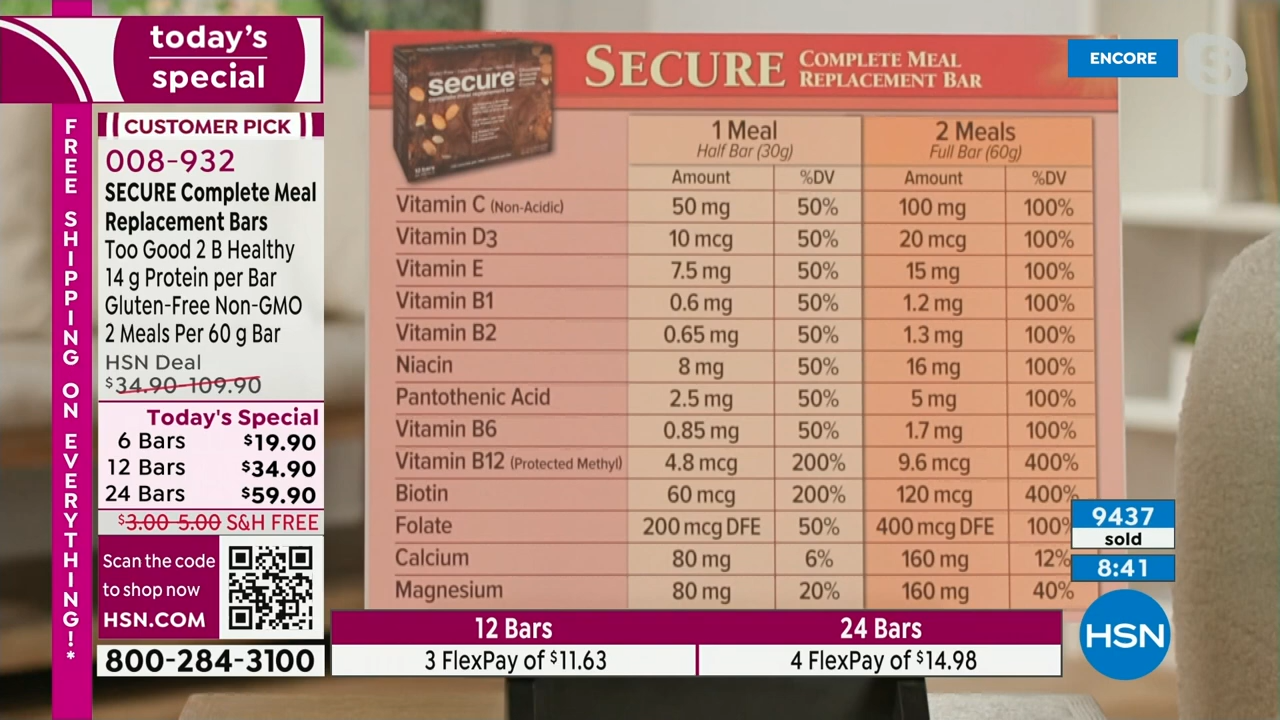 today's
special
FREE SHIPPING ON EVERYTHING!*
CUSTOMER PICK
008-932
SECURE Complete Meal
Replacement Bars
Too Good 2 B Healthy
14 g Protein per Bar
Gluten-Free Non-GMO
2 Meals Per 60 g Bar
HSN Deal
$34.90-109.90
Today's Special
6 Bars $19.90
12 Bars $34.90
24 Bars $59.90
$3.00-5.00 S&H FREE
Scan the code
to shop now
HSN.COM
800-284-3100
secure
complete meal replacement bar
12 bars
SECURE COMPLETE MEAL
REPLACEMENT BAR
ENCORE
S
1 Meal 2 Meals
Half Bar (30g) Full Bar (60g)
Amount %DV Amount %DV
Vitamin C (Non-Acidic) 50 mg 50% 100 mg 100%
Vitamin D3 10 mcg 50% 20 mcg 100%
Vitamin E 7.5 mg 50% 15 mg 100%
Vitamin B1 0.6 mg 50% 1.2 mg 100%
Vitamin B2 0.65 mg 50% 1.3 mg 100%
Niacin 8 mg 50% 16 mg 100%
Pantothenic Acid 2.5 mg 50% 5 mg 100%
Vitamin B6 0.85 mg 50% 1.7 mg 100%
Vitamin B12 (Protected Methyl) 4.8 mcg 200% 9.6 mcg 400%
Biotin 60 mcg 200% 120 mcg 400%
Folate 200 mcg DFE 50% 400 mcg DFE 100%
Calcium 80 mg 6% 160 mg 12%
Magnesium 80 mg 20% 160 mg 40%
9437
sold
8:41
HSN
12 Bars 24 Bars
3 FlexPay of $11.63 4 FlexPay of $14.98